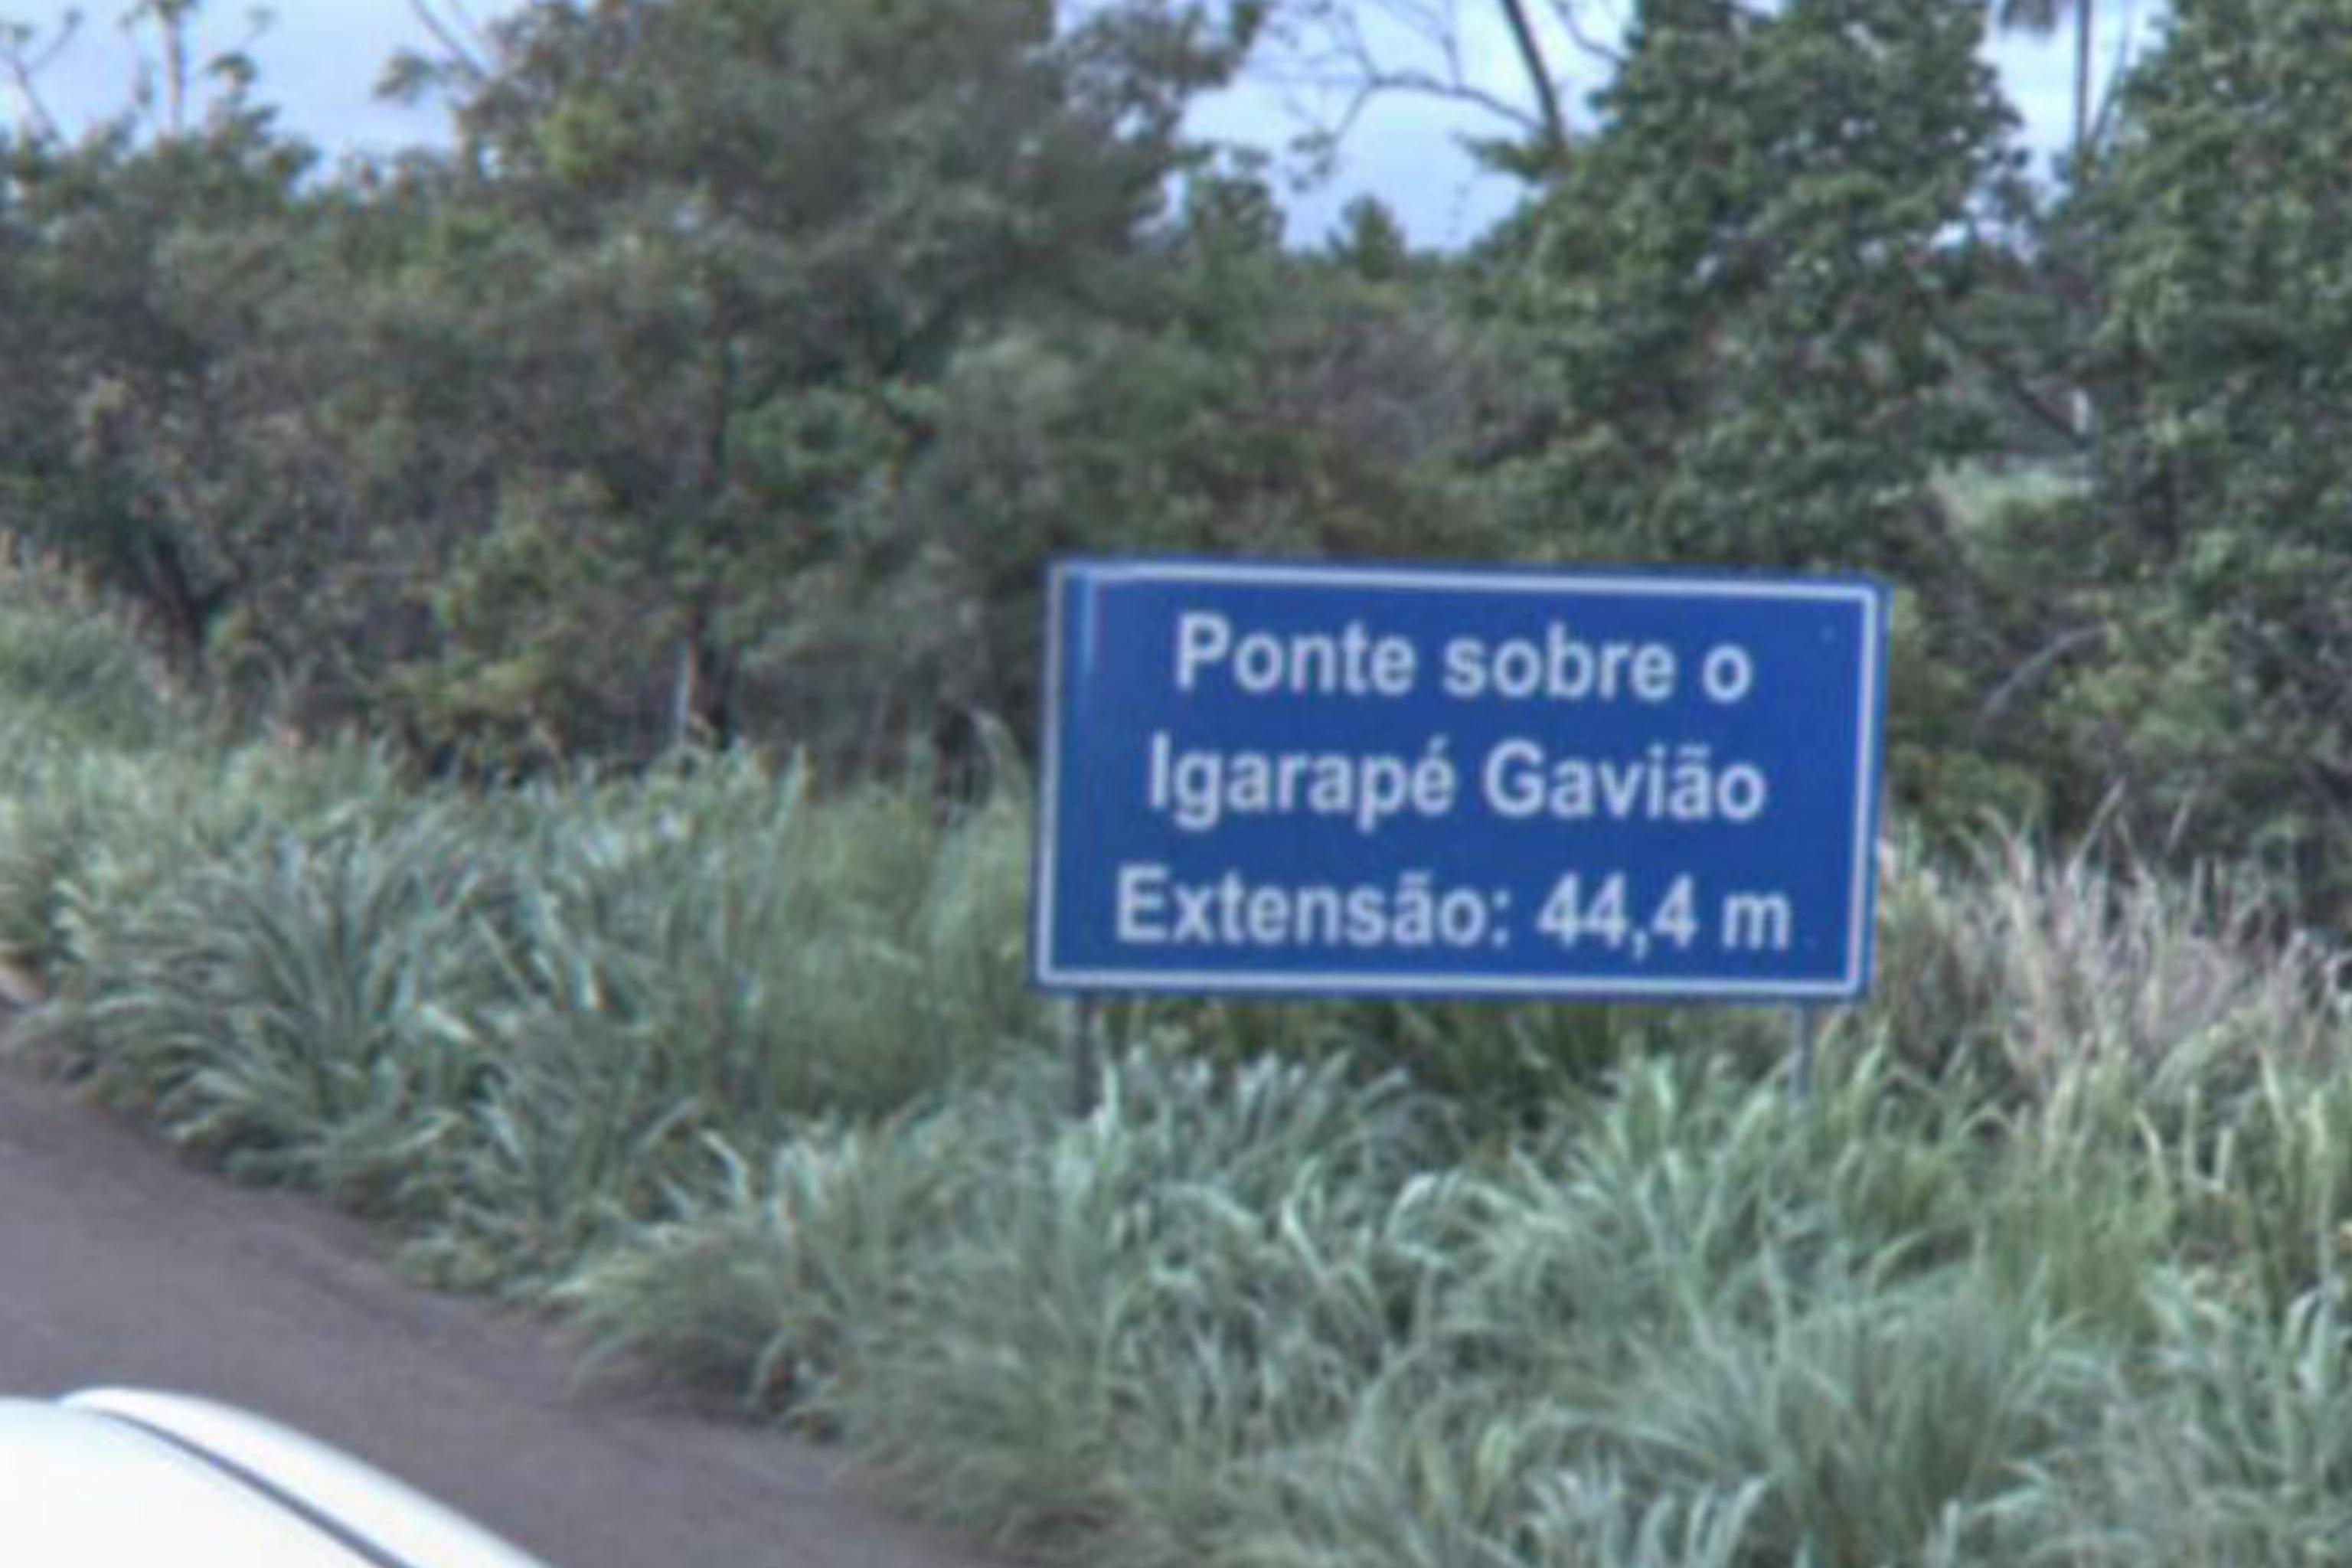 Ponte sobre o
Igarapé Gavião
Extensão: 44,4 m